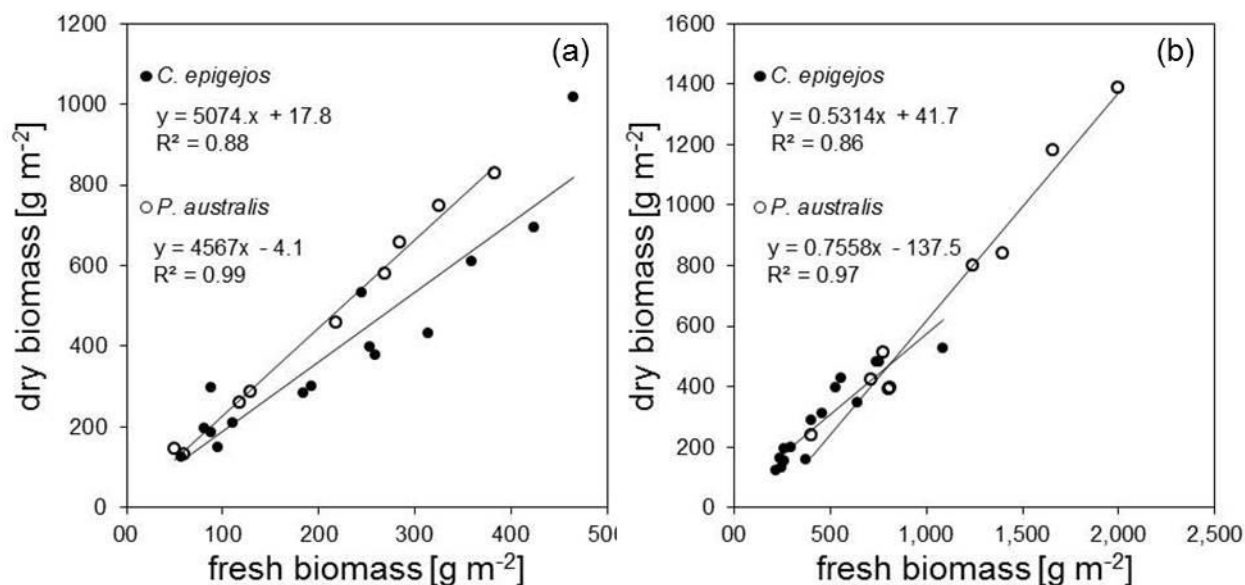 (a)
1200
1000
800
600
400
200
0
dry biomass [g m-2]
C. epigejos
y = 5074.x + 17.8
R² = 0.88
P. australis
y = 4567x - 4.1
R² = 0.99
00 100 200 300 400 500
fresh biomass [g m-2]
(b)
1600
1400
1200
1000
800
600
400
200
0
dry biomass [g m-2]
C. epigejos
y = 0.5314x + 41.7
R² = 0.86
P. australis
y = 0.7558x - 137.5
R² = 0.97
00 500 1,000 1,500 2,000 2,500
fresh biomass [g m-2]